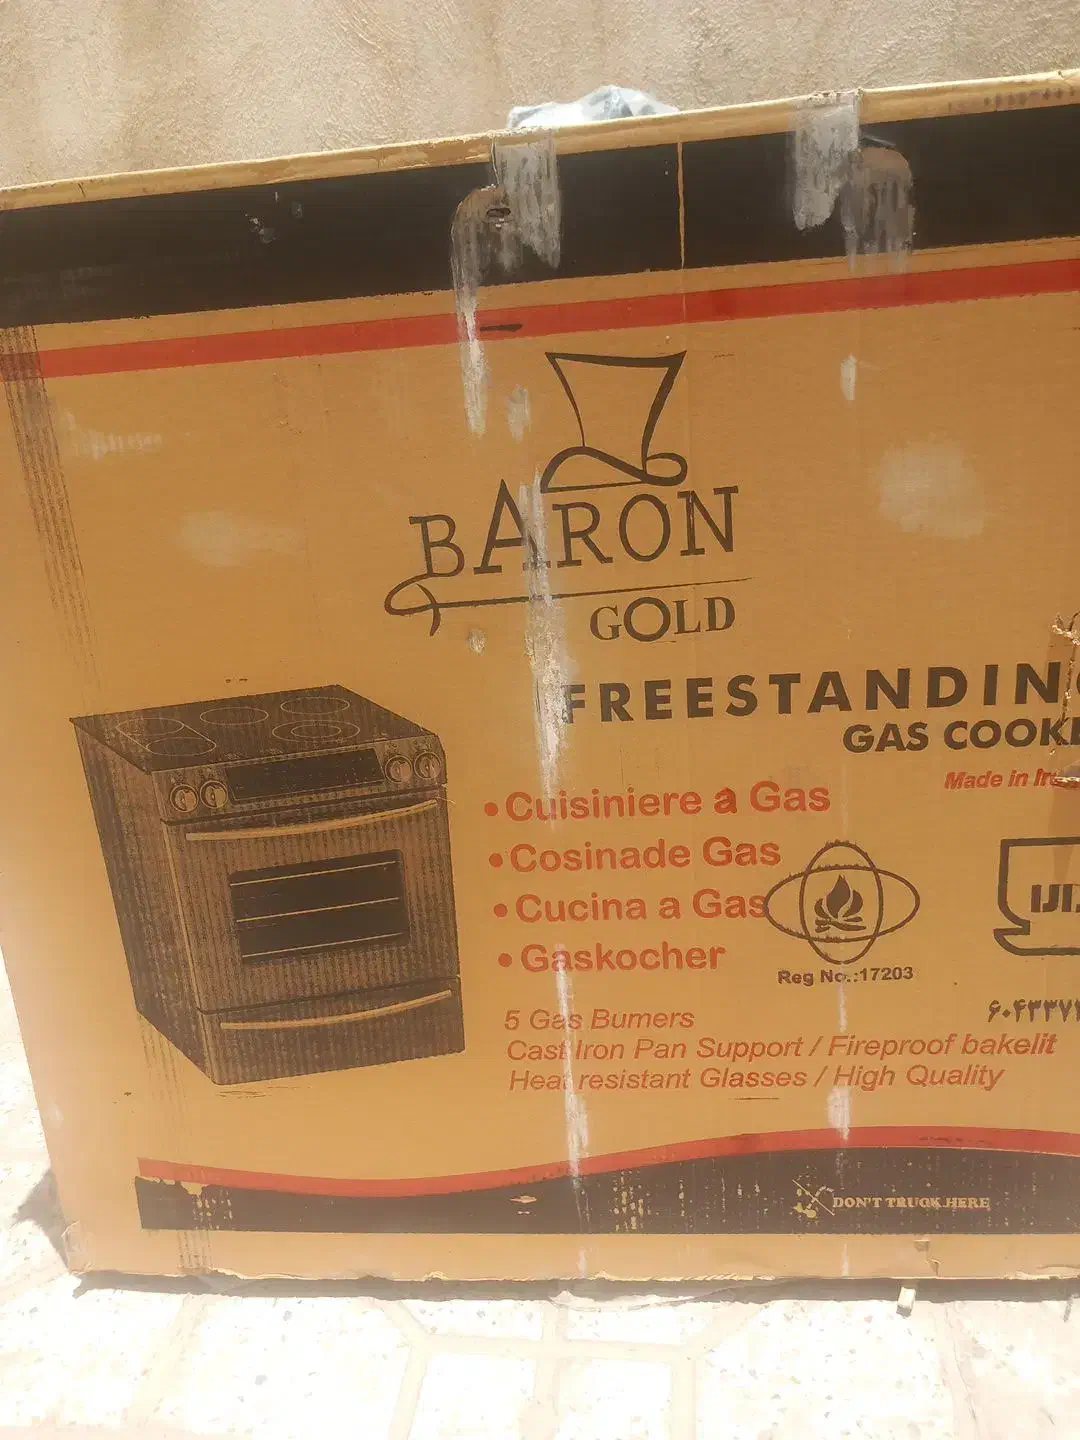 BARON
GOLD
FREESTANDING
GAS COOKE
Made in Ir
• Cuisiniere a Gas
• Cosinade Gas
• Cucina a Gas
• Gaskocher
Reg No.:17203
5 Gas Bumers
Cast Iron Pan Support / Fireproof bakelit
Heat resistant Glasses / High Quality
DON'T TRUCK HERE